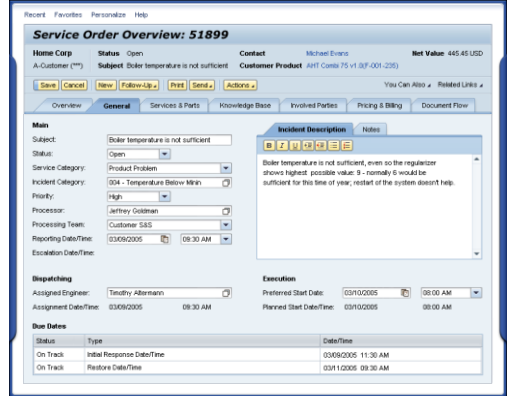 Recent Favorites Personalize Help
Service Order Overview: 51899
Home Corp Status Open Contact Michael Evans Net Value 445.45 USD
A-Customer (***) Subject Boiler temperature is not sufficient Customer Product AHT Combi 75 v1.0(F-001-235)
Save Cancel New Follow-Up Print Send Actions You Can Also Related Links
Overview General Services & Parts Knowledge Base Involved Parties Pricing & Billing Document Flow
Main
Incident Description Notes
Subject: Boiler temperature is not sufficient
Status: Open
B I U
Service Category: Product Problem
Boiler temperature is not sufficient, even so the regularizer
shows highest possible value: 9 - normally 6 would be
sufficient for this time of year; restart of the system doesn't help.
Incident Category: 004 - Temperature Below Minin
Priority: High
Processor: Jeffrey Goldman
Processing Team: Customer S&S
Reporting Date/Time: 03/09/2005 09:30 AM
Escalation Date/Time:
Dispatching Execution
Assigned Engineer: Timothy Altermann Preferred Start Date: 03/10/2005 08:00 AM
Assignment Date/Time: 03/09/2005 09:30 AM Planned Start Date/Time: 03/10/2005 08:00 AM
Due Dates
Status Type Date/Time
On Track Initial Response Date/Time 03/09/2005 11:30 AM
On Track Restore Date/Time 03/11/2005 09:30 AM